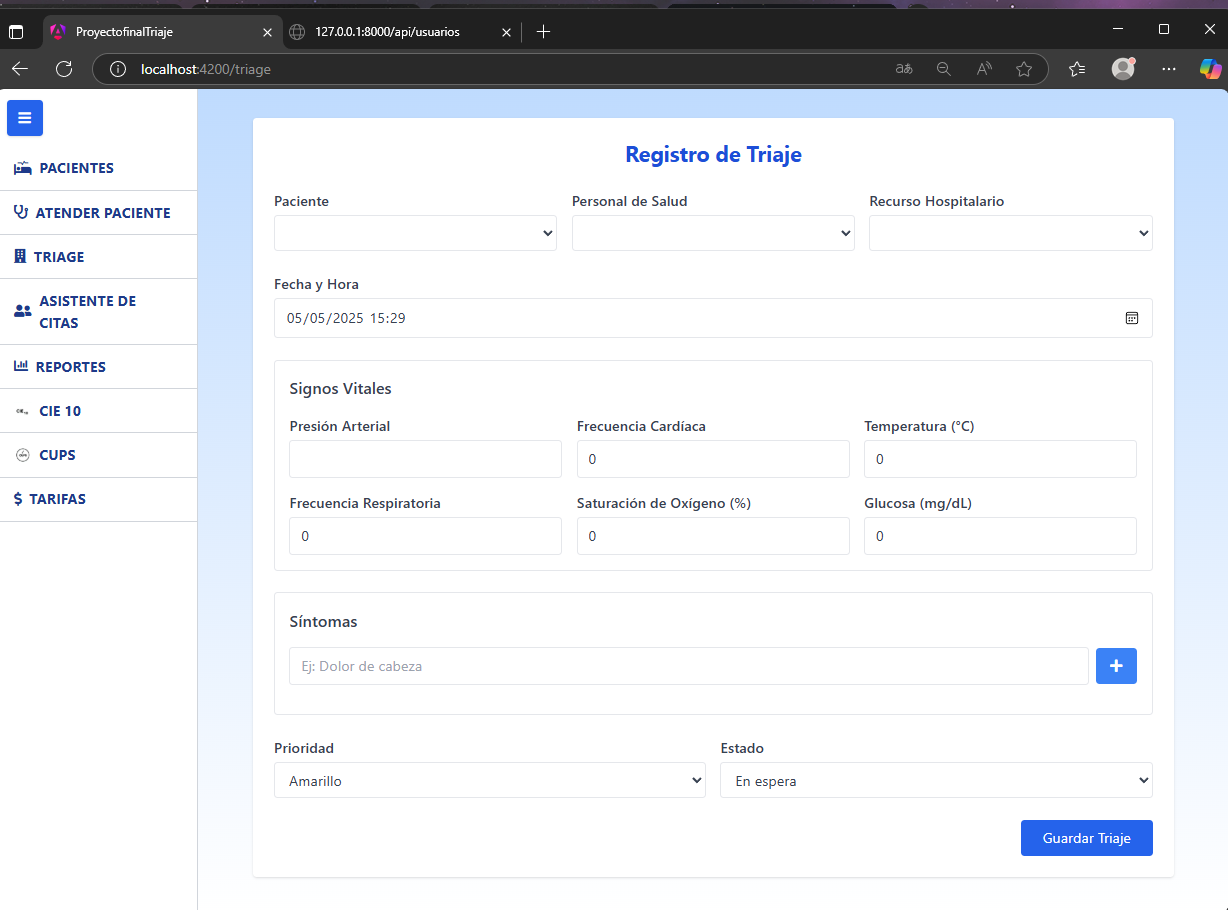 ProyectofinalTriaje
127.0.0.1:8000/api/usuarios
localhost:4200/triage
PACIENTES
ATENDER PACIENTE
TRIAGE
ASISTENTE DE
CITAS
REPORTES
CIE 10
CUPS
$ TARIFAS
Registro de Triaje
Paciente Personal de Salud Recurso Hospitalario
Fecha y Hora
05/05/2025 15:29
Signos Vitales
Presión Arterial Frecuencia Cardíaca Temperatura (°C)
0 0
Frecuencia Respiratoria Saturación de Oxígeno (%) Glucosa (mg/dL)
0 0 0
Síntomas
Ej: Dolor de cabeza
+
Prioridad Estado
Amarillo En espera
Guardar Triaje